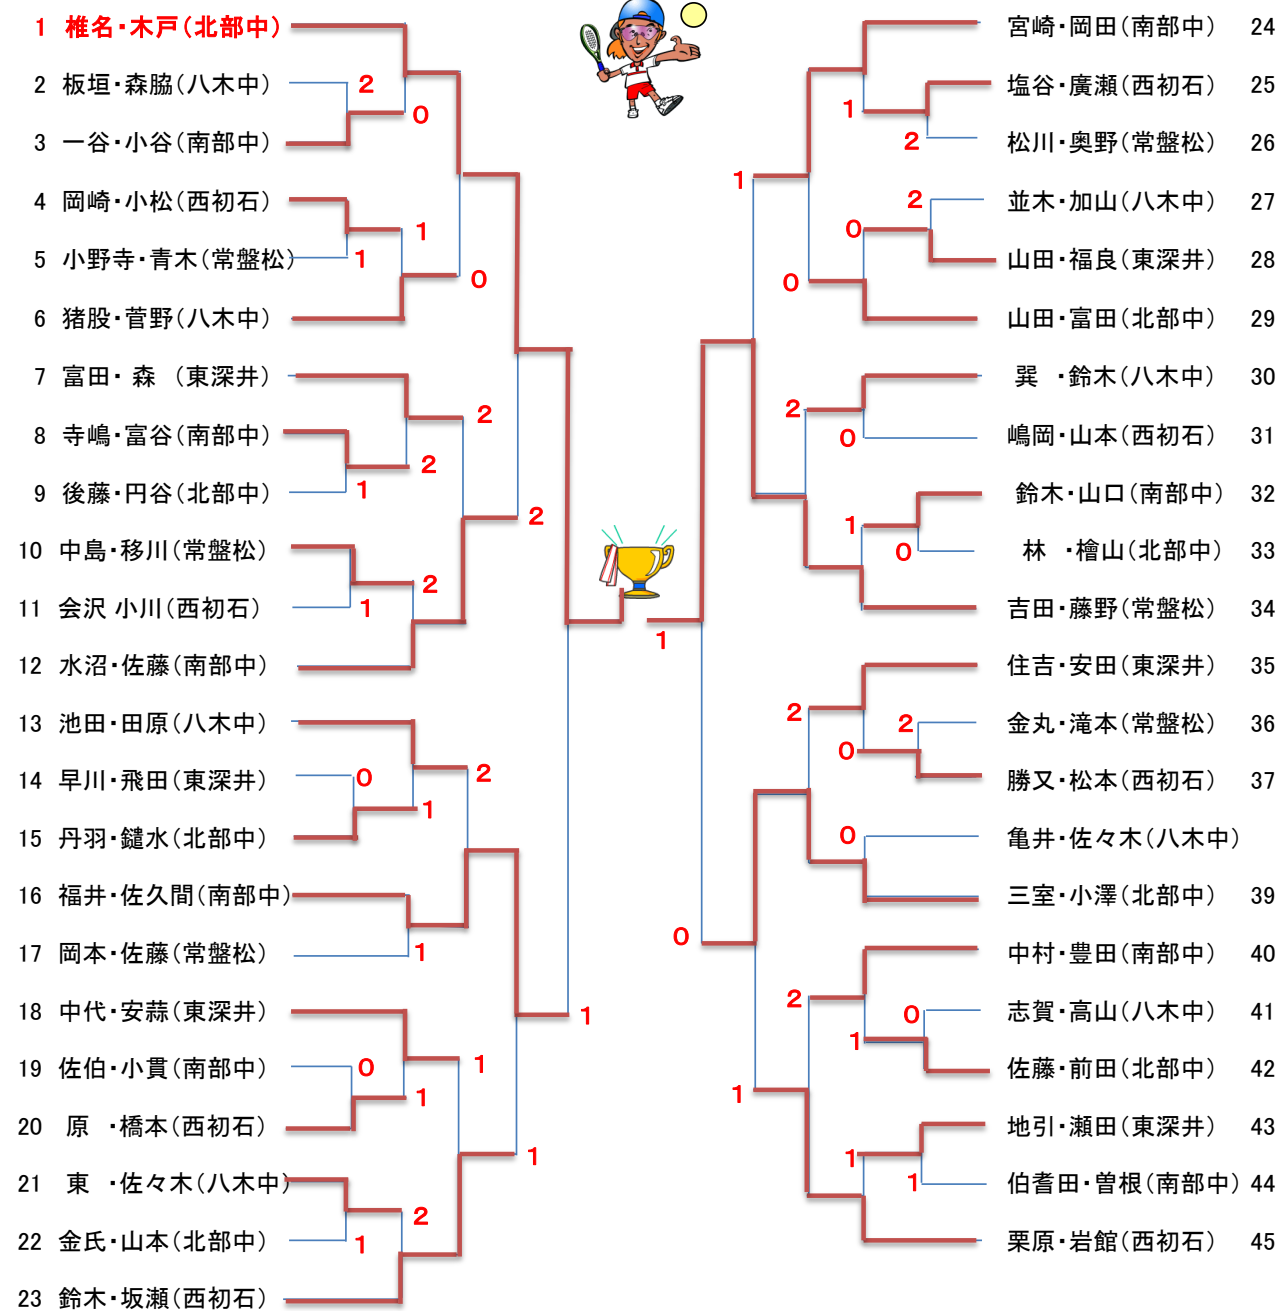 1 椎名・木戸(北部中)
2 板垣・森脇(八木中)
2
0
3 一谷・小谷(南部中)
4 岡崎・小松(西初石)
1
5 小野寺・青木(常盤松)
1
0
6 猪股・菅野(八木中)
7 富田・ 森 (東深井)
2
8 寺嶋・富谷(南部中)
2
9 後藤・円谷(北部中)
1
2
10 中島・移川(常盤松)
2
11 会沢 小川(西初石)
1
12 水沼・佐藤(南部中)
13 池田・田原(八木中)
2
14 早川・飛田(東深井)
0
1
15 丹羽・鑓水(北部中)
16 福井・佐久間(南部中)
17 岡本・佐藤(常盤松)
1
18 中代・安蒜(東深井)
1
1
19 佐伯・小貫(南部中)
0
1
20 原 ・橋本(西初石)
1
21 東 ・佐々木(八木中)
2
22 金氏・山本(北部中)
1
23 鈴木・坂瀬(西初石)
宮崎・岡田(南部中) 24
塩谷・廣瀬(西初石) 25
1
2
松川・奥野(常盤松) 26
1
2
並木・加山(八木中) 27
0
山田・福良(東深井) 28
0
山田・富田(北部中) 29
巽 ・鈴木(八木中) 30
2
0
嶋岡・山本(西初石) 31
鈴木・山口(南部中) 32
1
0
林 ・檜山(北部中) 33
吉田・藤野(常盤松) 34
1
住吉・安田(東深井) 35
2
2
金丸・滝本(常盤松) 36
0
勝又・松本(西初石) 37
0
亀井・佐々木(八木中)
三室・小澤(北部中) 39
0
中村・豊田(南部中) 40
2
0
志賀・高山(八木中) 41
1
佐藤・前田(北部中) 42
1
地引・瀬田(東深井) 43
1
1
伯耆田・曽根(南部中) 44
栗原・岩館(西初石) 45